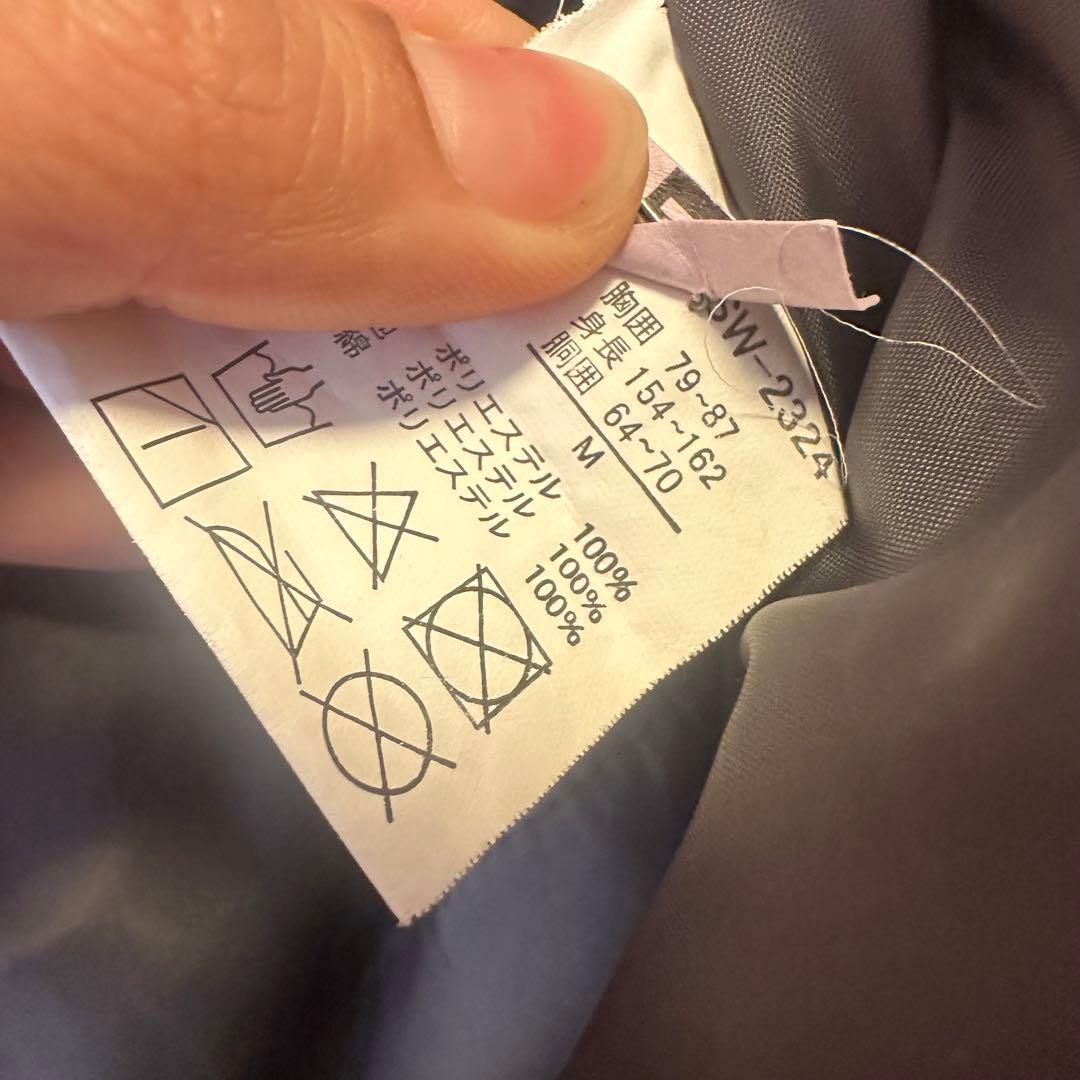 SW-2324
胸囲 79~87
身長 154~162
胴囲 64~70
M
ポリエステル 100%
ポリエステル 100%
綿 ポリエステル 100%